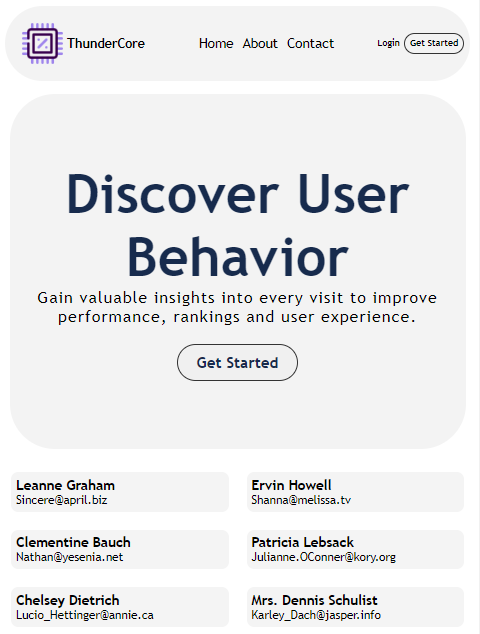 ThunderCore
Home About Contact
Login Get Started
Discover User
Behavior
Gain valuable insights into every visit to improve
performance, rankings and user experience.
Get Started
Leanne Graham
Sincere@april.biz
Ervin Howell
Shanna@melissa.tv
Clementine Bauch
Nathan@yesenia.net
Patricia Lebsack
Julianne.OConner@kory.org
Chelsey Dietrich
Lucio_Hettinger@annie.ca
Mrs. Dennis Schulist
Karley_Dach@jasper.info